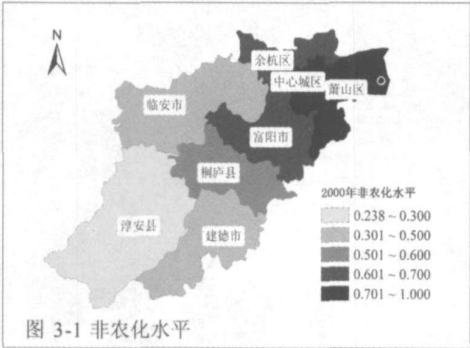 N
余杭区
中心城区
萧山区
临安市
富阳市
桐庐县
淳安县
建德市
2000年非农化水平
0.238 ~ 0.300
0.301 ~ 0.500
0.501 ~ 0.600
0.601 ~ 0.700
0.701 ~ 1.000
图 3-1 非农化水平